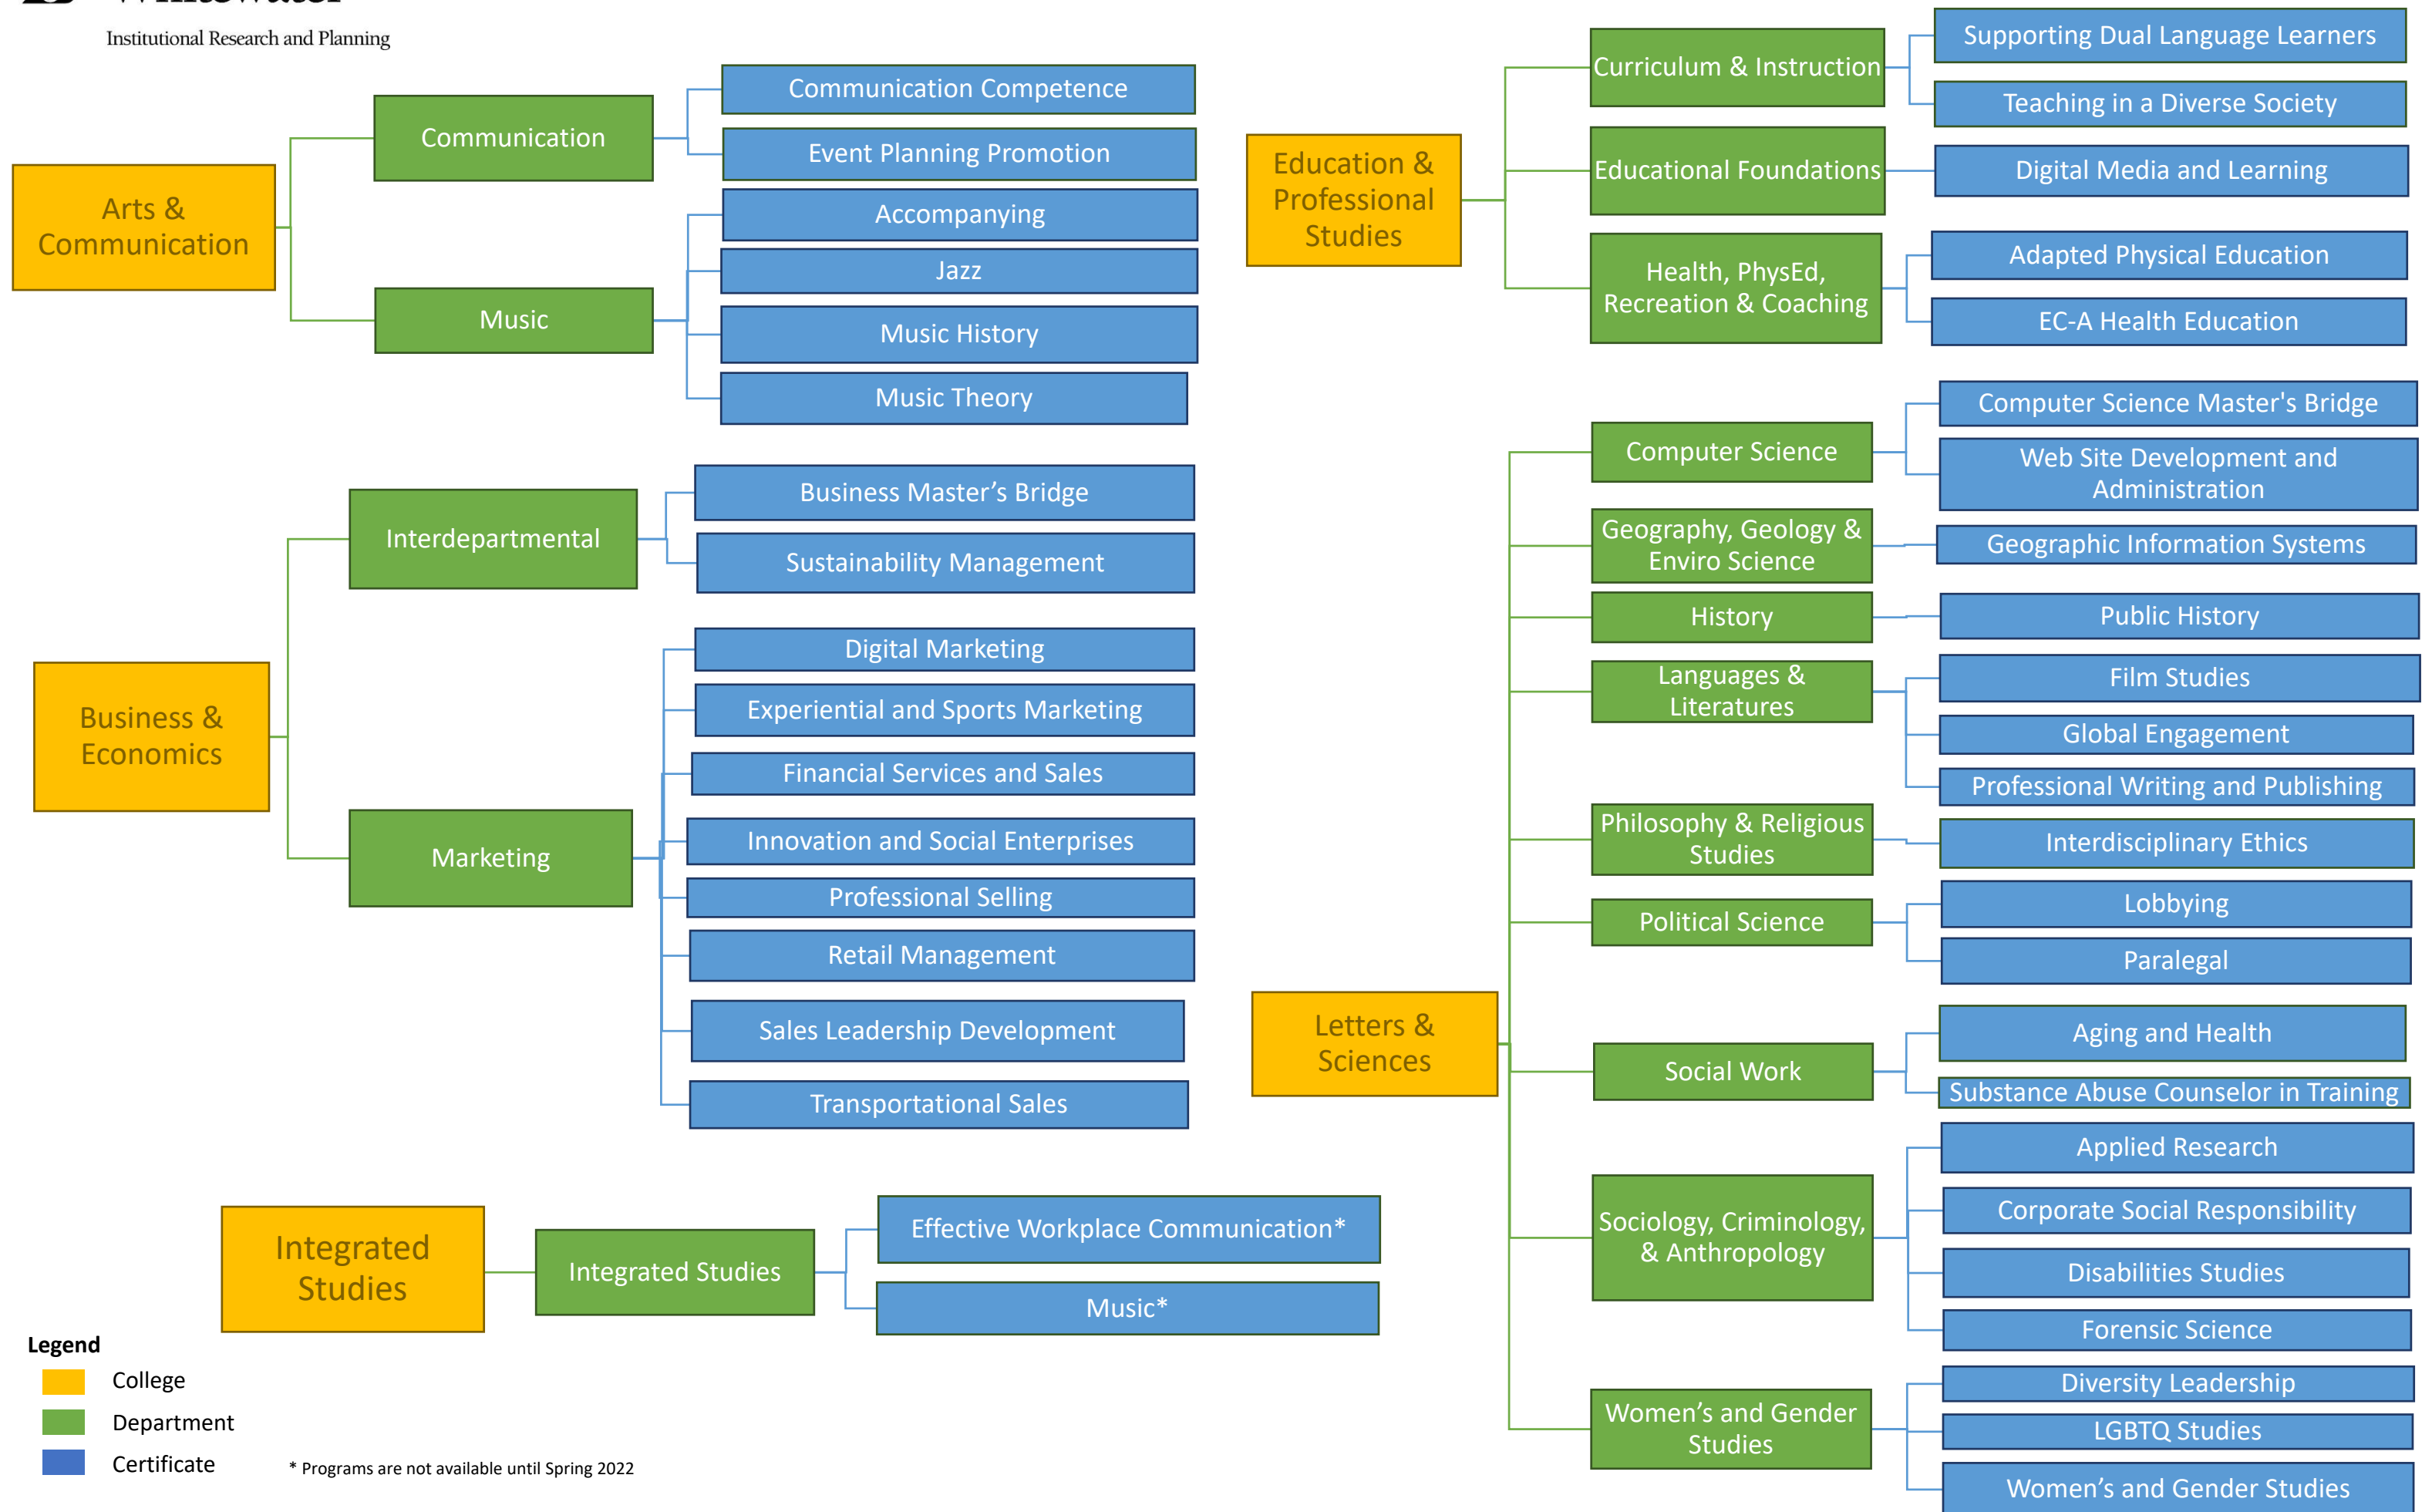 Institutional Research and Planning
Arts &
Communication
Communication
Communication Competence
Event Planning Promotion
Music
Accompanying
Jazz
Music History
Music Theory
Business &
Economics
Interdepartmental
Business Master’s Bridge
Sustainability Management
Marketing
Digital Marketing
Experiential and Sports Marketing
Financial Services and Sales
Innovation and Social Enterprises
Professional Selling
Retail Management
Sales Leadership Development
Transportational Sales
Integrated
Studies
Integrated Studies
Effective Workplace Communication*
Music*
Education &
Professional
Studies
Curriculum & Instruction
Supporting Dual Language Learners
Teaching in a Diverse Society
Educational Foundations
Digital Media and Learning
Health, PhysEd,
Recreation & Coaching
Adapted Physical Education
EC-A Health Education
Letters &
Sciences
Computer Science
Computer Science Master's Bridge
Web Site Development and
Administration
Geography, Geology &
Enviro Science
Geographic Information Systems
History
Public History
Languages &
Literatures
Film Studies
Global Engagement
Professional Writing and Publishing
Philosophy & Religious
Studies
Interdisciplinary Ethics
Political Science
Lobbying
Paralegal
Social Work
Aging and Health
Substance Abuse Counselor in Training
Sociology, Criminology,
& Anthropology
Applied Research
Corporate Social Responsibility
Disabilities Studies
Forensic Science
Women’s and Gender
Studies
Diversity Leadership
LGBTQ Studies
Women’s and Gender Studies
Legend
College
Department
Certificate
* Programs are not available until Spring 2022